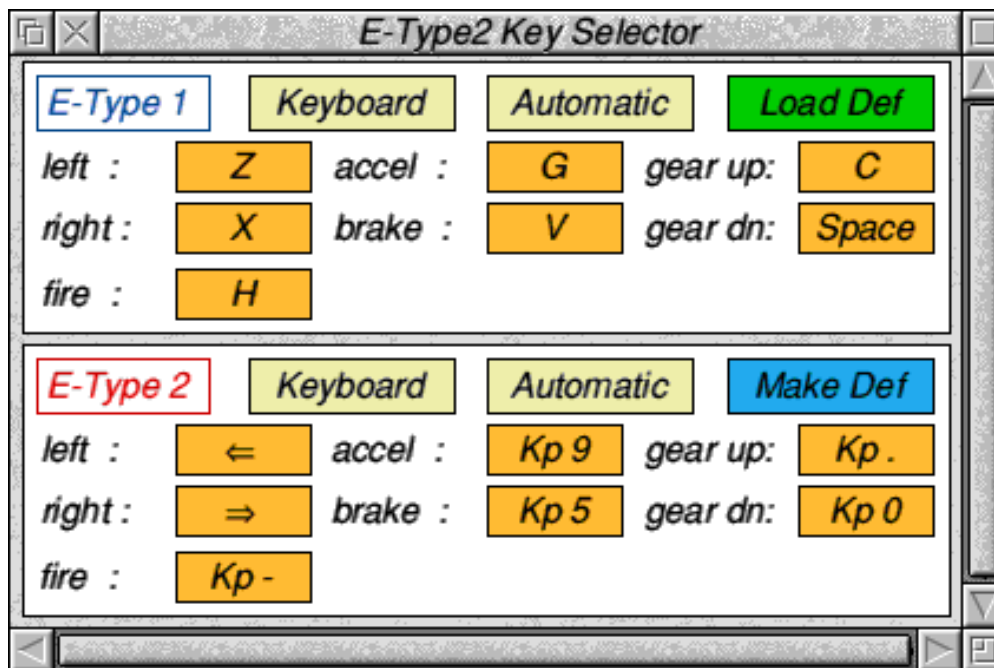 E-Type2 Key Selector
E-Type 1 Keyboard Automatic Load Def
left : Z accel : G gear up: C
right : X brake : V gear dn: Space
fire : H
E-Type 2 Keyboard Automatic Make Def
left : ⇐ accel : Kp 9 gear up: Kp .
right : ⇒ brake : Kp 5 gear dn: Kp 0
fire : Kp -